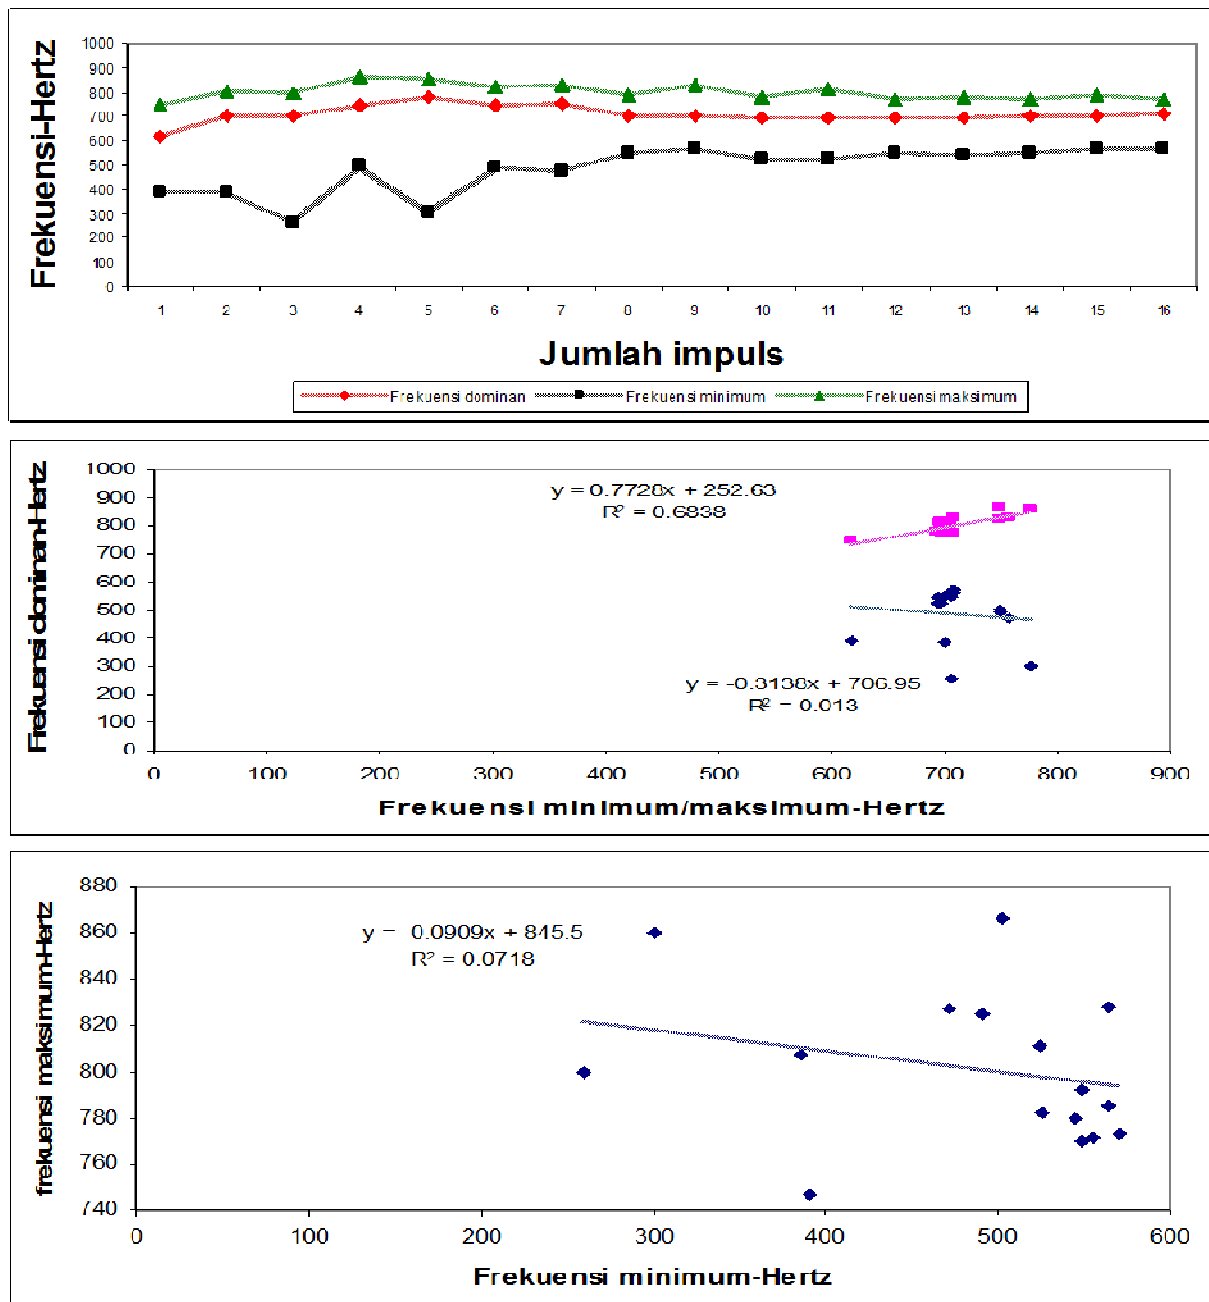 Frekuensi-Hertz
1000
900
800
700
600
500
400
300
200
100
0
1 2 3 4 5 6 7 8 9 10 11 12 13 14 15 16
Jumlah impuls
Frekuensi dominan Frekuensi minimum Frekuensi maksimum
Frekuensi dominan-Hertz
1000
900
800
700
600
500
400
300
200
100
0
y = 0.7728x + 252.63
R² = 0.6838
y = -0.3138x + 706.95
R² = 0.013
0 100 200 300 400 500 600 700 800 900
Frekuensi minimum/maksimum-Hertz
frekuensi maksimum-Hertz
880
860
840
820
800
780
760
740
y = 0.0909x + 845.5
R² = 0.0718
0 100 200 300 400 500 600
Frekuensi minimum-Hertz